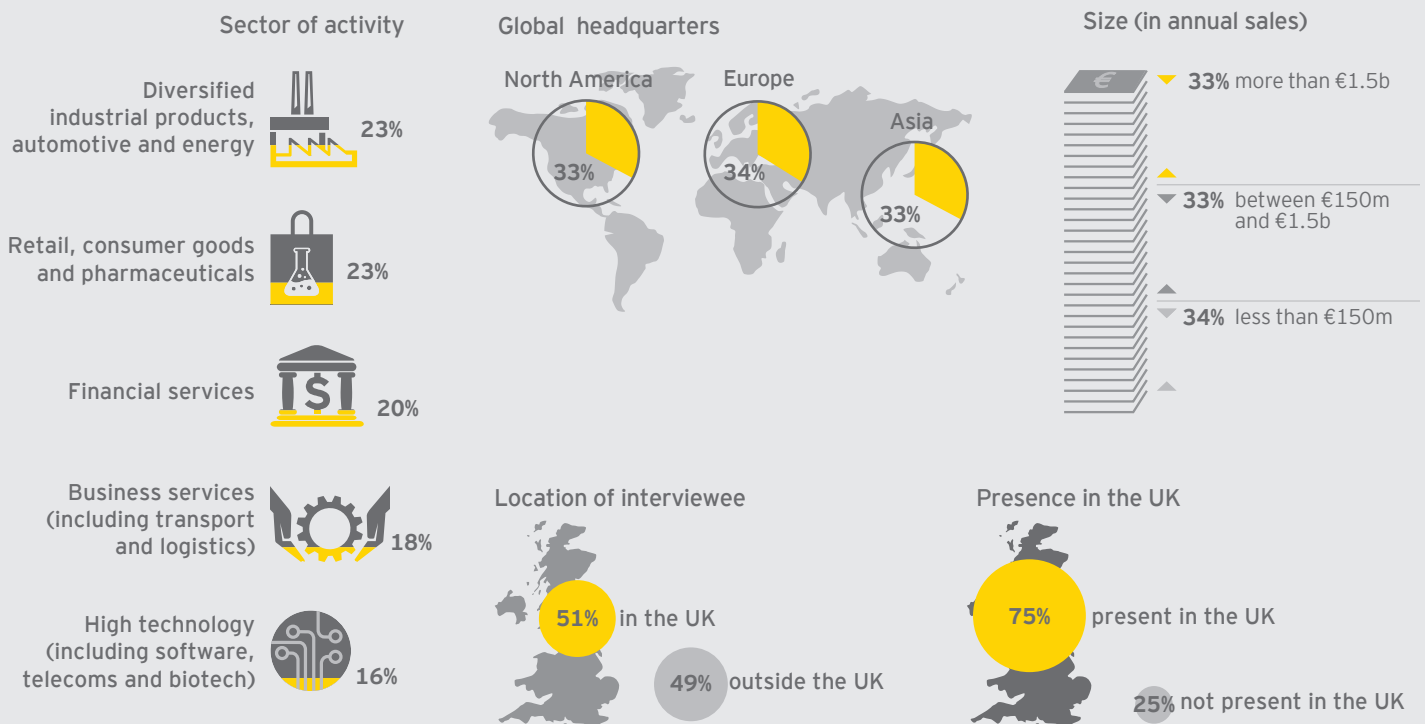 Sector of activity
Diversified
industrial products,
automotive and energy
23%
Retail, consumer goods
and pharmaceuticals
23%
Financial services
$
20%
Business services
(including transport
and logistics)
18%
High technology
(including software,
telecoms and biotech)
16%
Global headquarters
North America
33%
Europe
34%
Asia
33%
Size (in annual sales)
€
33% more than €1.5b
33% between €150m
and €1.5b
34% less than €150m
Location of interviewee
51% in the UK
49% outside the UK
Presence in the UK
75% present in the UK
25% not present in the UK